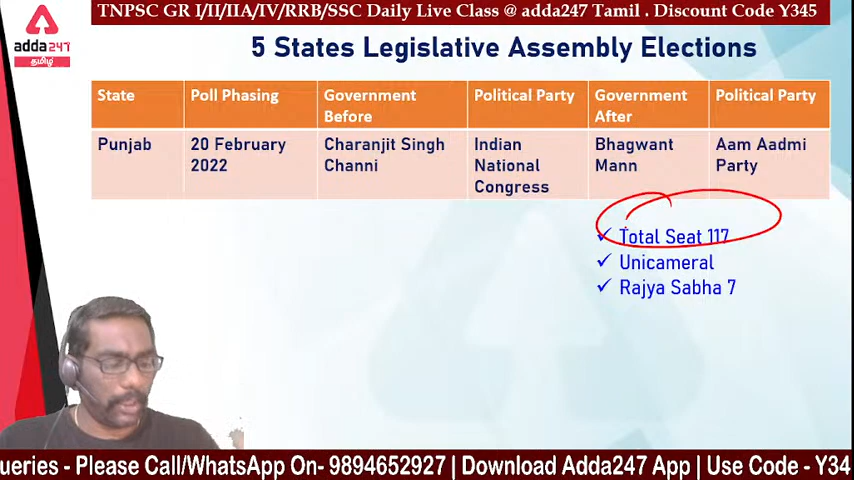 TNPSC GR I/II/IIA/IV/RRB/SSC Daily Live Class @ adda247 Tamil . Discount Code Y345
adda247
தமிழ்
5 States Legislative Assembly Elections
State Poll Phasing Government Before Political Party Government After Political Party
Punjab 20 February 2022 Charanjit Singh Channi Indian National Congress Bhagwant Mann Aam Aadmi Party
✓ Total Seat 117
✓ Unicameral
✓ Rajya Sabha 7
ueries - Please Call/WhatsApp On- 9894652927 | Download Adda247 App | Use Code - Y34